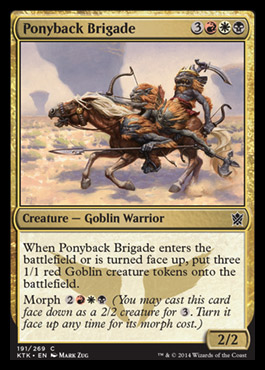 Ponyback Brigade 3
Creature — Goblin Warrior
When Ponyback Brigade enters the
battlefield or is turned face up, put three
1/1 red Goblin creature tokens onto the
battlefield.
Morph 2 (You may cast this card
face down as a 2/2 creature for 3. Turn it
face up any time for its morph cost.)
2/2
191/269 C
KTK • EN MARK ZUG
™ & © 2014 Wizards of the Coast